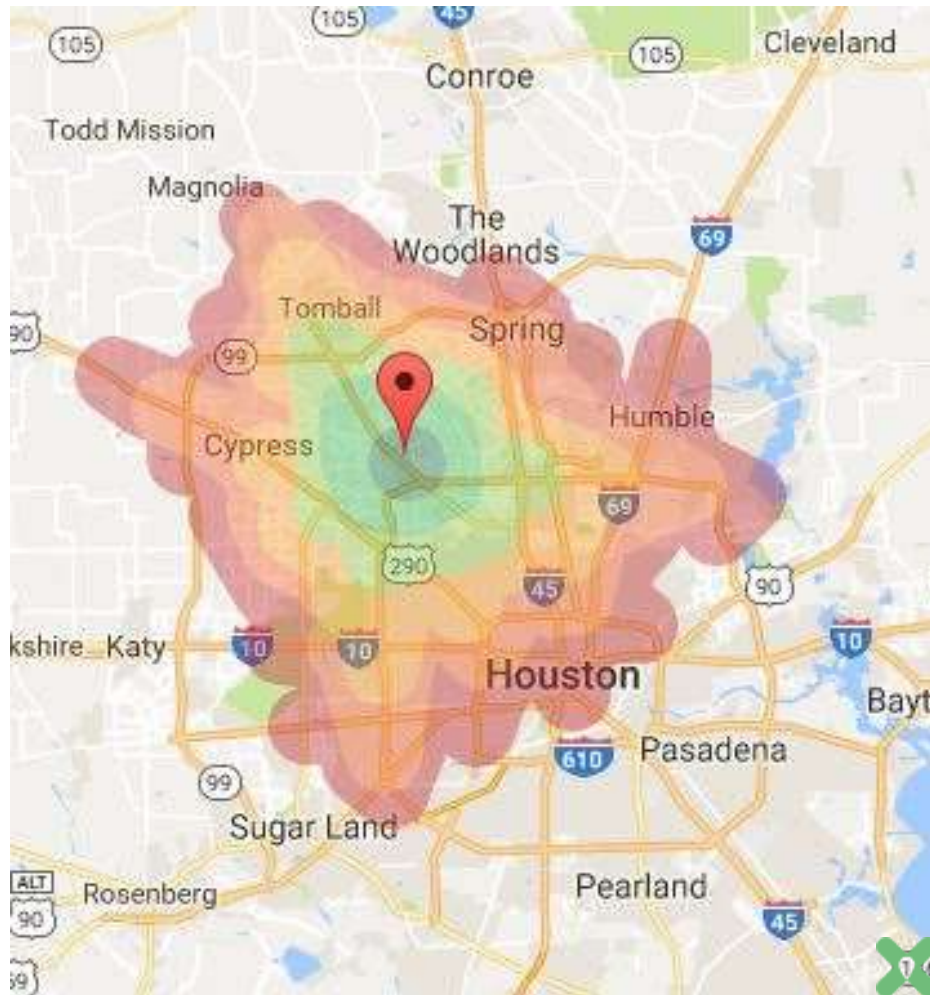 105
45
105
105
Cleveland
Conroe
Todd Mission
Magnolia
The
Woodlands
69
Tomball
Spring
90
99
Humble
Cypress
69
290
45
90
10
kshire
Katy
10
10
Houston
Bayt
610
Pasadena
99
Sugar Land
ALT
90
Rosenberg
Pearland
45
69